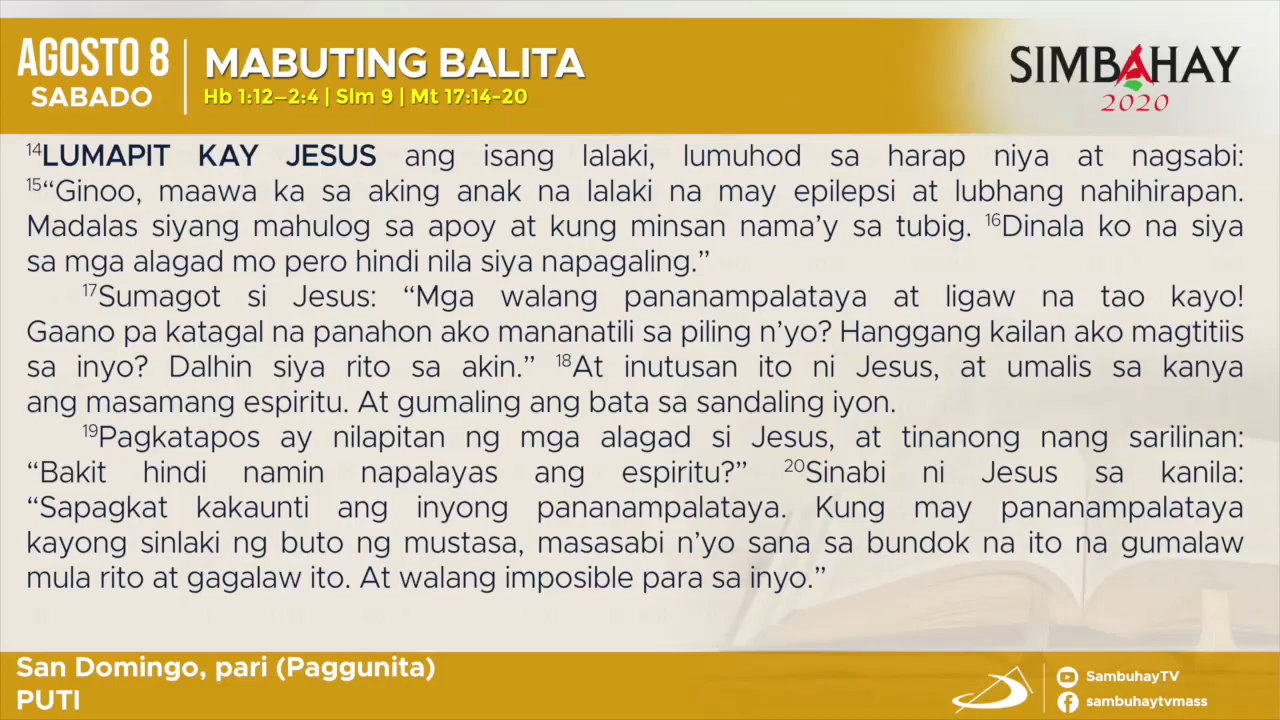 AGOSTO 8
SABADO
MABUTING BALITA
Hb 1:12–2:4 | Slm 9 | Mt 17:14-20
SIMBAHAY
2020
14LUMAPIT KAY JESUS ang isang lalaki, lumuhod sa harap niya at nagsabi:
15“Ginoo, maawa ka sa aking anak na lalaki na may epilepsi at lubhang nahihirapan.
Madalas siyang mahulog sa apoy at kung minsan nama’y sa tubig. 16Dinala ko na siya
sa mga alagad mo pero hindi nila siya napagaling.”
17Sumagot si Jesus: “Mga walang pananampalataya at ligaw na tao kayo!
Gaano pa katagal na panahon ako mananatili sa piling n’yo? Hanggang kailan ako magtitiis
sa inyo? Dalhin siya rito sa akin.” 18At inutusan ito ni Jesus, at umalis sa kanya
ang masamang espiritu. At gumaling ang bata sa sandaling iyon.
19Pagkatapos ay nilapitan ng mga alagad si Jesus, at tinanong nang sarilinan:
“Bakit hindi namin napalayas ang espiritu?” 20Sinabi ni Jesus sa kanila:
“Sapagkat kakaunti ang inyong pananampalataya. Kung may pananampalataya
kayong sinlaki ng buto ng mustasa, masasabi n’yo sana sa bundok na ito na gumalaw
mula rito at gagalaw ito. At walang imposible para sa inyo.”
San Domingo, pari (Paggunita)
PUTI
SambuhayTV
sambuhaytvmass